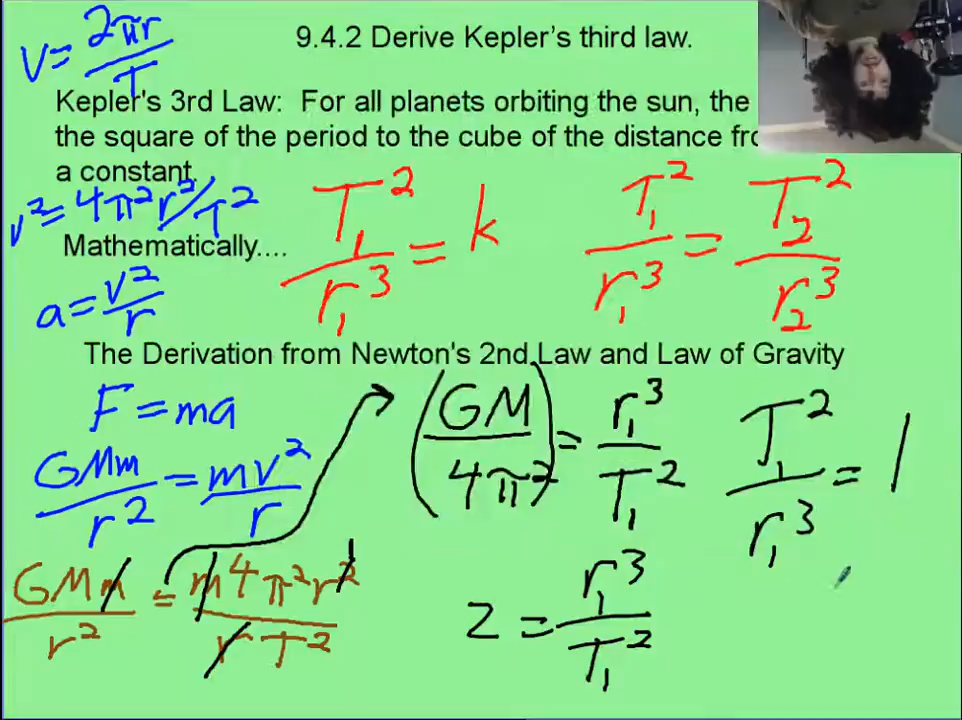 v = 2πr / T
9.4.2 Derive Kepler's third law.
Kepler's 3rd Law: For all planets orbiting the sun, the
the square of the period to the cube of the distance
a constant.
v² = 4π²r² / T²
T₁² / r₁³ = k
T₁² / r₁³ = T₂² / r₂³
Mathematically....
a = v² / r
The Derivation from Newton's 2nd Law and Law of Gravity
F = ma
(GM / 4π²) = r₁³ / T₁²
T₁² / r₁³ = 1
GMm / r² = mv² / r
GMm / r² = m4π²r² / rT²
2 = r₁³ / T₁²